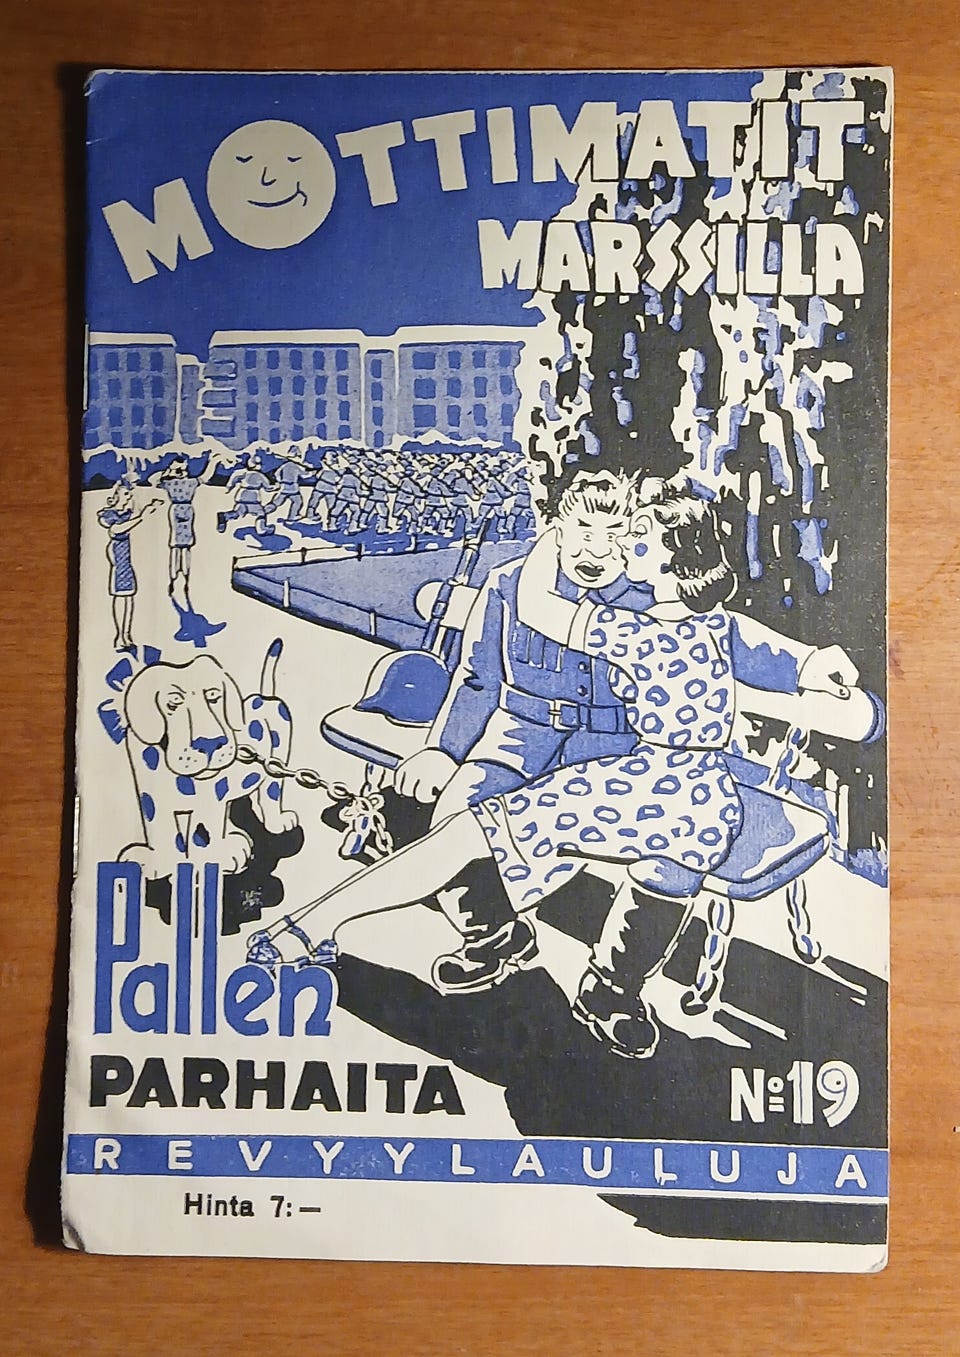 MOTTIMATIT
MARSSILLA
Pallen
PARHAITA
No19
REVYYLAULUJA
Hinta 7:—